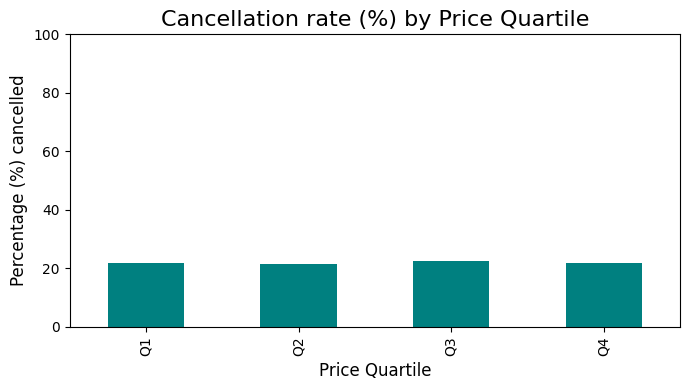 Cancellation rate (%) by Price Quartile
Percentage (%) cancelled
100
80
60
40
20
0
Q1
Q2
Q3
Q4
Price Quartile